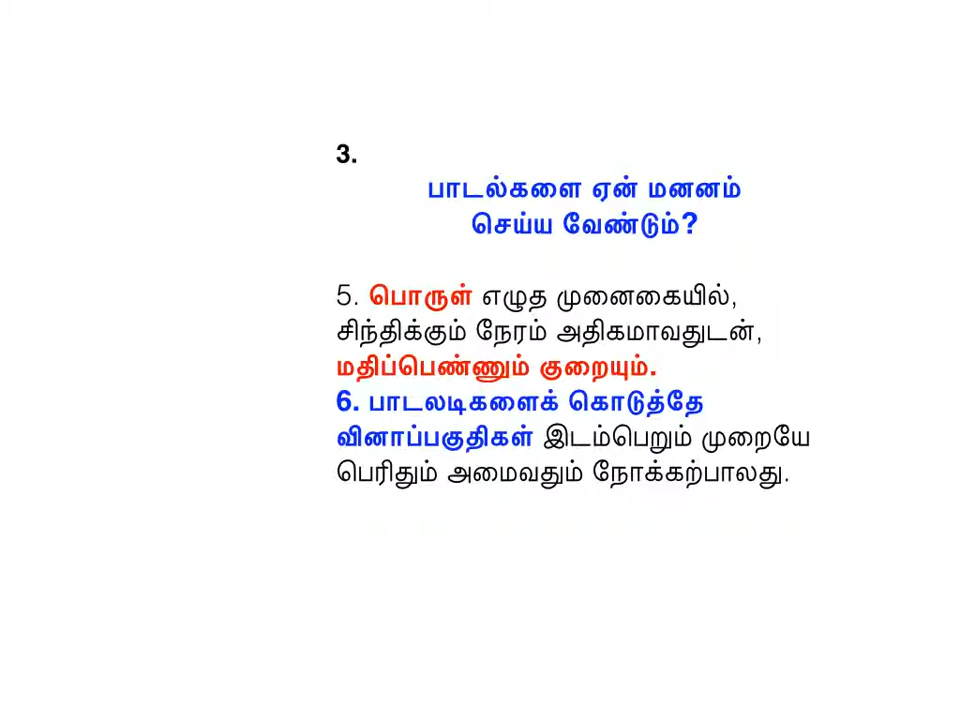 3.
பாடல்களை ஏன் மனனம்
செய்ய வேண்டும்?
5. பொருள் எழுத முனைகையில்,
சிந்திக்கும் நேரம் அதிகமாவதுடன்,
மதிப்பெண்ணும் குறையும்.
6. பாடலடிகளைக் கொடுத்தே
வினாப்பகுதிகள் இடம்பெறும் முறையே
பெரிதும் அமைவதும் நோக்கற்பாலது.